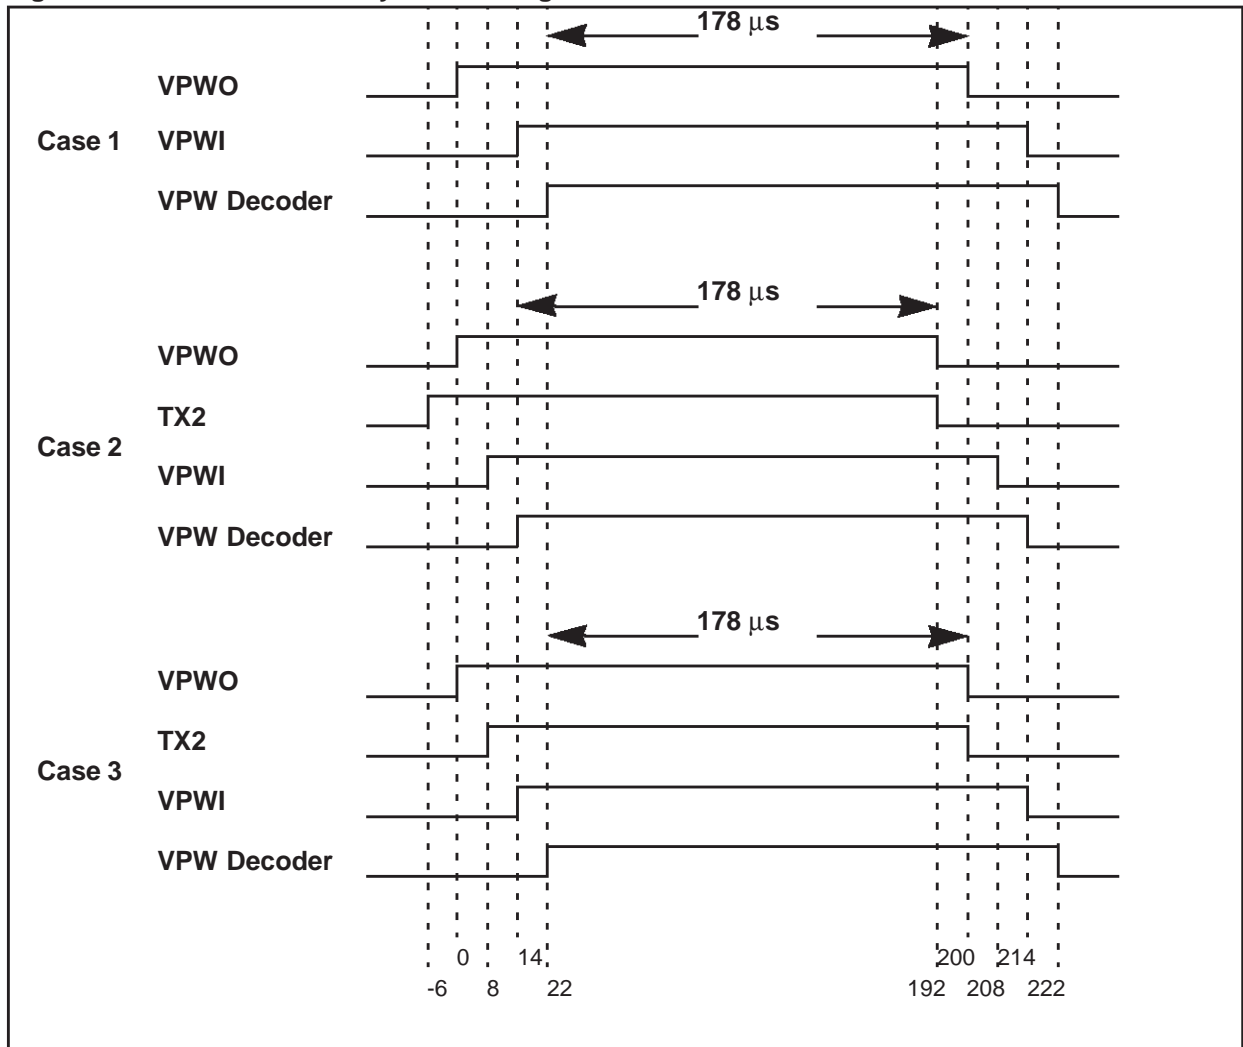 178 µs
VPWO
Case 1 VPWI
VPW Decoder
178 µs
VPWO
TX2
Case 2
VPWI
VPW Decoder
178 µs
VPWO
TX2
Case 3
VPWI
VPW Decoder
0 14 200 214
-6 8 22 192 208 222